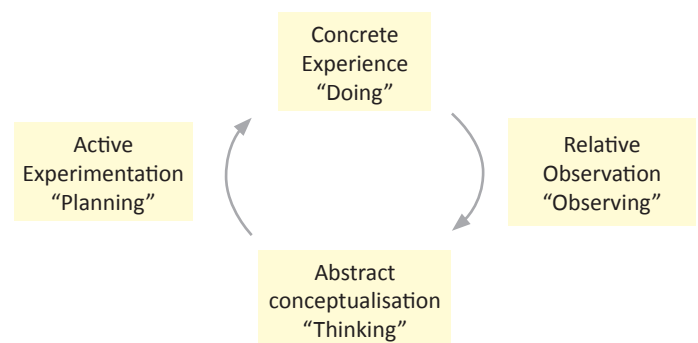 Concrete
Experience
“Doing”
Relative
Observation
“Observing”
Abstract
conceptualisation
“Thinking”
Active
Experimentation
“Planning”